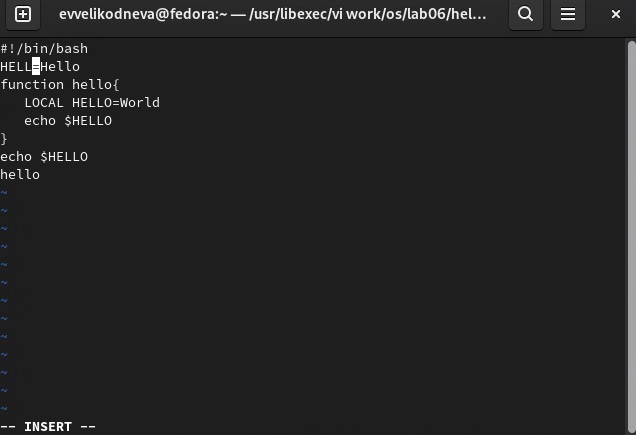 evvelikodneva@fedora:~ — /usr/libexec/vi work/os/lab06/hel...
#!/bin/bash
HELL=Hello
function hello{
   LOCAL HELLO=World
   echo $HELLO
}
echo $HELLO
hello
~
~
~
~
~
~
~
~
~
~
~
~
~
-- INSERT --